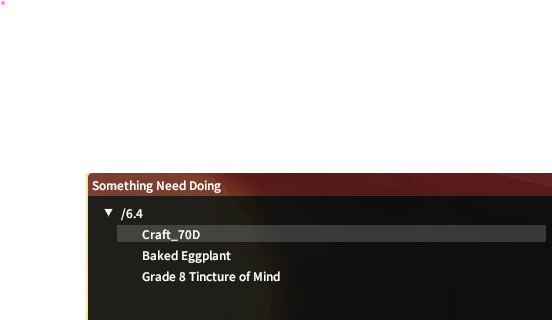 Something Need Doing
/6.4
Craft_70D
Baked Eggplant
Grade 8 Tincture of Mind